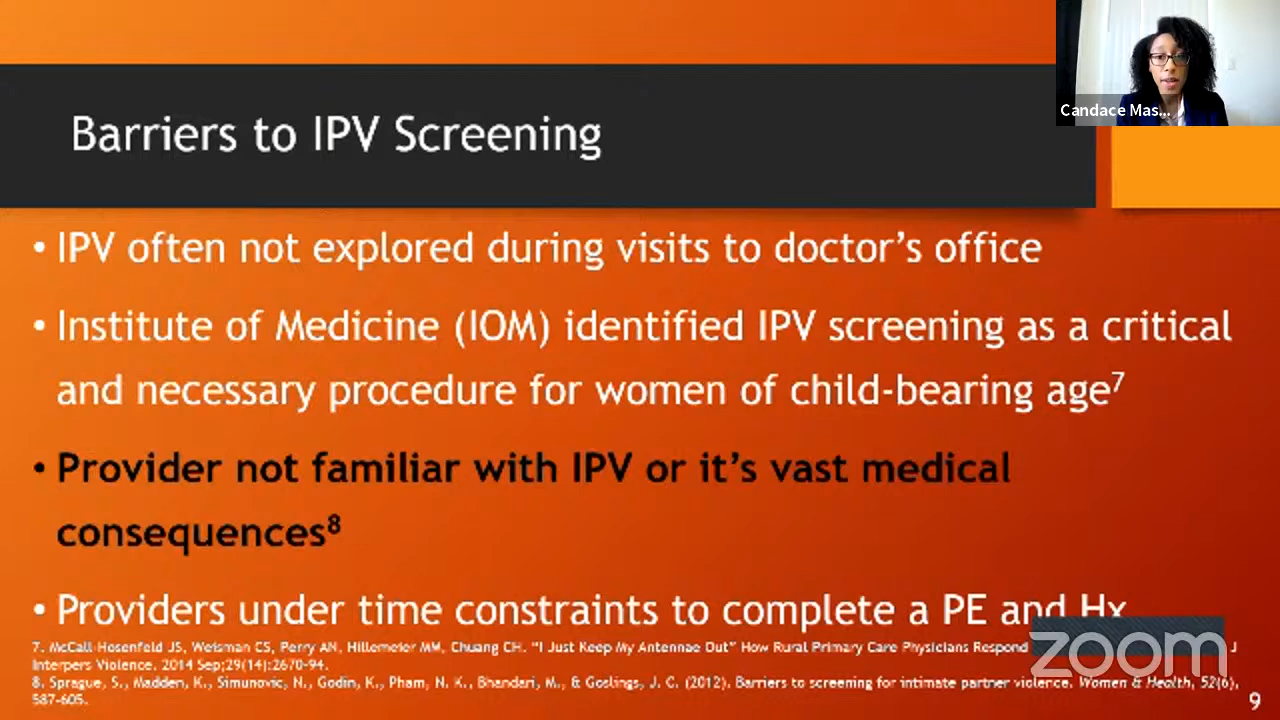 Candace Mas...
Barriers to IPV Screening
• IPV often not explored during visits to doctor's office
• Institute of Medicine (IOM) identified IPV screening as a critical
and necessary procedure for women of child-bearing age⁷
• Provider not familiar with IPV or it's vast medical
consequences⁸
• Providers under time constraints to complete a PE and Hx
7. McCall-Hosenfeld JS, Weisman CS, Perry AN, Hillemeier MM, Chuang CH. "I Just Keep My Antennae Out" How Rural Primary Care Physicians Respond J
Interpers Violence. 2014 Sep;29(14):2670-94.
8. Sprague, S., Madden, K., Simunovic, N., Godin, K., Pham, N. K., Bhandari, M., & Goslings, J. C. (2012). Barriers to screening for intimate partner violence. Women & Health, 52(6),
587-605.
zoom
9